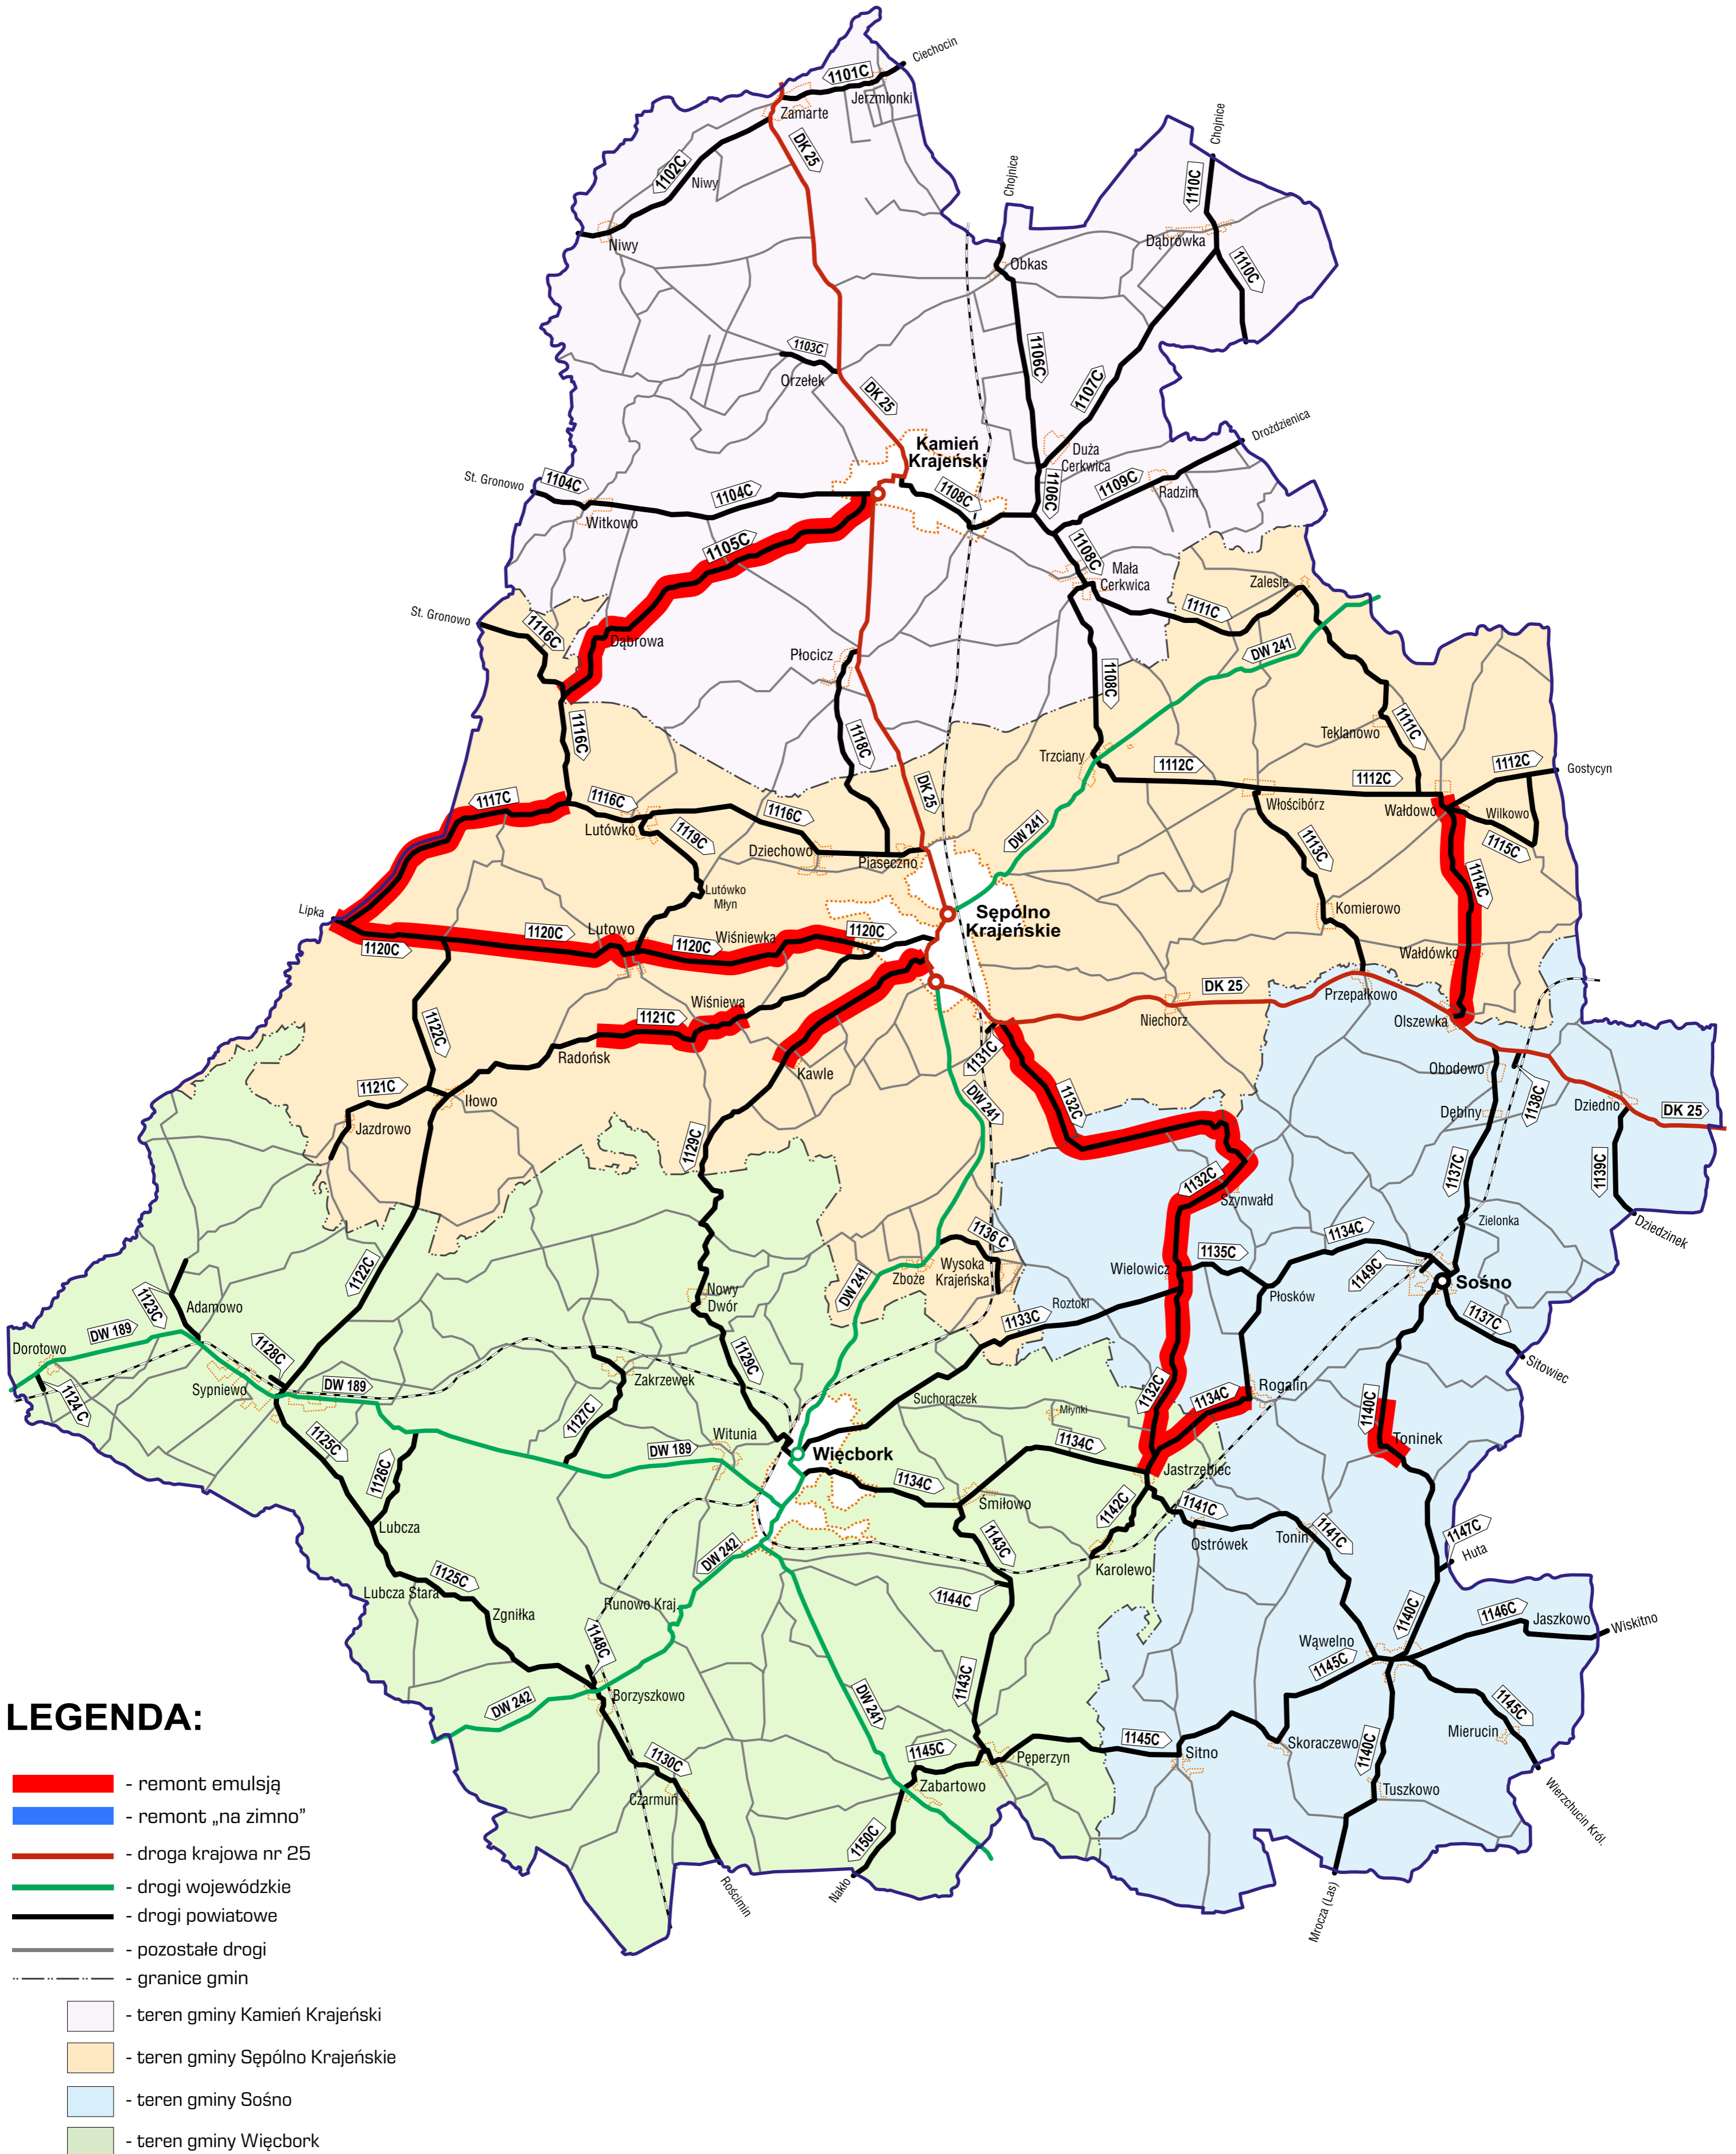 Ciechocin
1101C
Jerzmionki
Zamarte
DK 25
1102C
Niwy
Niwy
Chojnice
Chojnice
1110C
Dąbrówka
1110C
Obkas
1103C
Orzełek
1106C
1107C
DK 25
Kamień
Krajeński
Duża
Cerkwica
Drożdzienica
St. Gronowo
1104C
1104C
1108C
1106C
1109C
Radzim
Witkowo
1105C
1108C
Mała
Cerkwica
Zalesie
St. Gronowo
1116C
Dąbrowa
1111C
DW 241
Płocicz
1108C
1116C
1118C
Teklanowo
1111C
Trzciany
1112C
1112C
1112C
Gostycyn
DK 25
1117C
1116C
1116C
Lutówko
1119C
Włościbórz
Wałdowo
Wilkowo
DW 241
1113C
1115C
Dziechowo
Piaseczno
1114C
Lutówko
Młyn
Lipka
Sępólno
Krajeńskie
Komierowo
1120C
1120C
Lutowo
1120C
Wiśniewka
1120C
Wałdówko
Wiśniewa
1121C
DK 25
Przepałkowo
Niechorz
Olszewka
1122C
Radońsk
Kawle
1131C
Obodowo
1138C
1121C
Iłowo
DW 241
1132C
Dębiny
Dziedno
DK 25
Jazdrowo
1129C
1137C
1139C
1132C
Szynwałd
Zielonka
Dziedzinek
1136 C
1134C
Wysoka
Krajeńska
Zboże
1135C
Wielowicz
1149C
Sośno
1122C
DW 241
Nowy
Dwór
Roztoki
Płosków
1123C
Adamowo
1133C
1137C
DW 189
Dorotowo
1128C
1129C
Sitowiec
Sypniewo
DW 189
Zakrzewek
1124 C
Suchorączek
1132C
1134C
Rogalin
Młynki
1140C
1125C
1127C
Witunia
DW 189
Więcbork
1134C
Toninek
1126C
1134C
Jastrzębiec
Śmiłowo
1142C
1141C
Lubcza
1143C
Ostrówek
Tonin
1141C
1147C
Huta
DW 242
Karolewo
1125C
Lubcza Stara
Zgniłka
Runowo Kraj.
1144C
1140C
1146C
Jaszkowo
Wiskitno
1148C
Wąwelno
1145C
1143C
Borzyszkowo
DW 242
DW 241
1145C
Mierucin
1130C
1145C
Pęperzyn
1145C
Sitno
Skoraczewo
1140C
Czarmuń
Zabartowo
Tuszkowo
Wierzchucin Król.
1150C
Rościmin
Nakło
Mrocza (Las)
LEGENDA:
- remont emulsją
- remont „na zimno”
- droga krajowa nr 25
- drogi wojewódzkie
- drogi powiatowe
- pozostałe drogi
- granice gmin
- teren gminy Kamień Krajeński
- teren gminy Sępólno Krajeńskie
- teren gminy Sośno
- teren gminy Więcbork